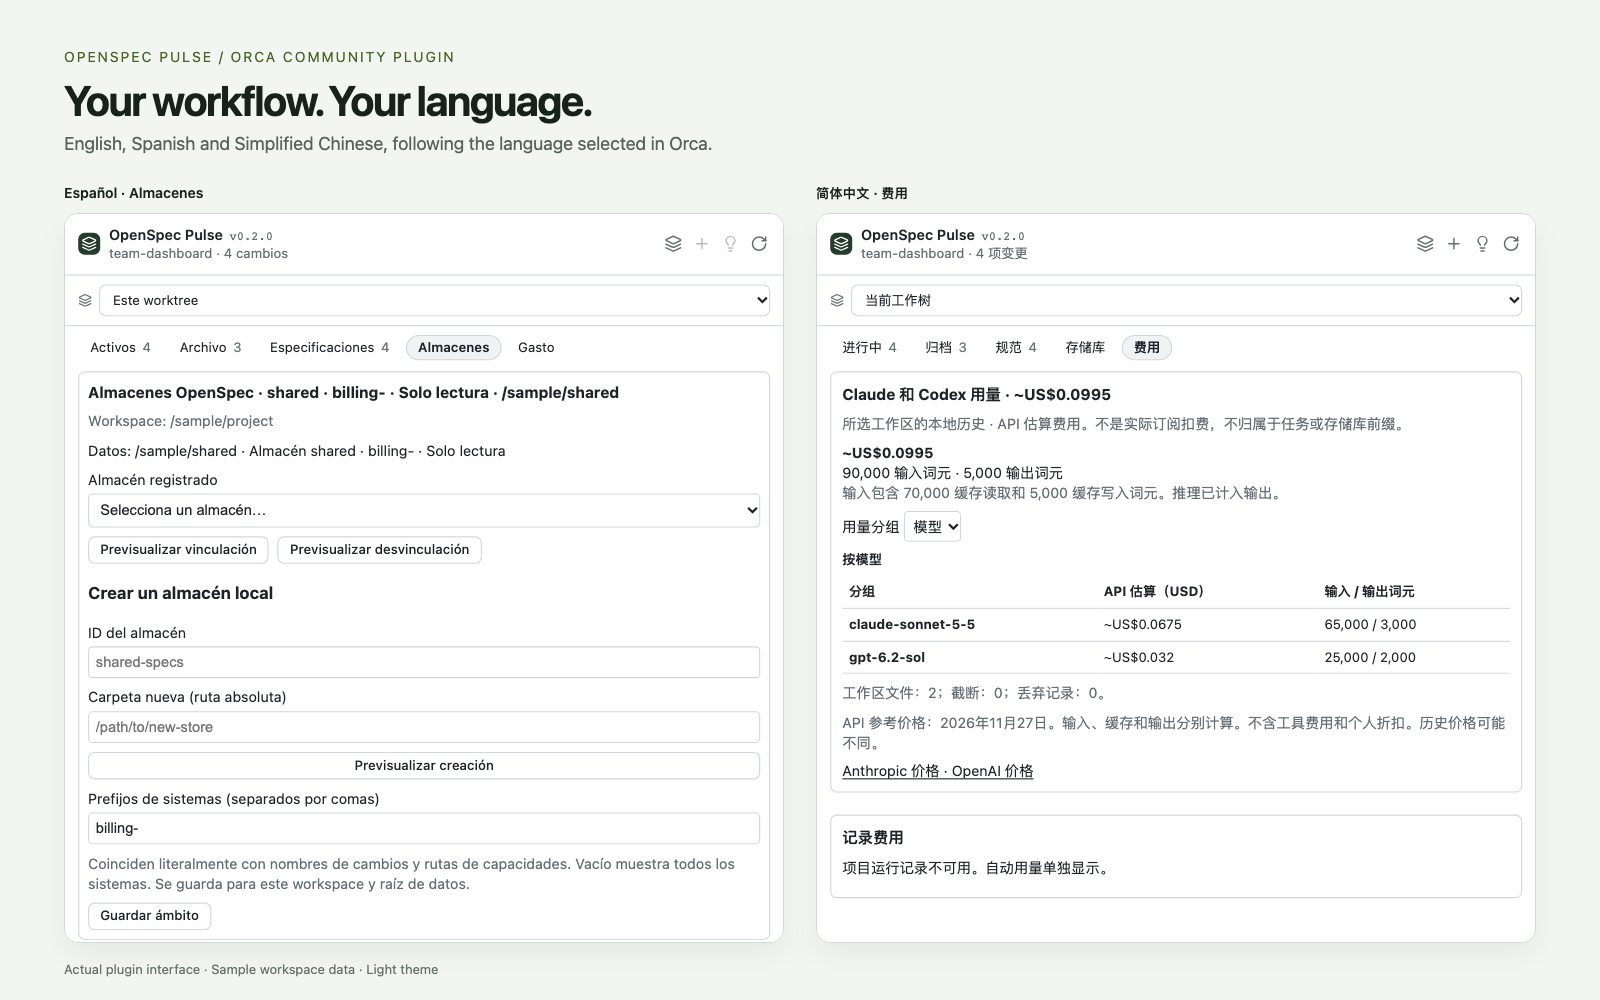 OPENSPEC PULSE / ORCA COMMUNITY PLUGIN
Your workflow. Your language.
English, Spanish and Simplified Chinese, following the language selected in Orca.
Español · Almacenes
OpenSpec Pulse v0.2.0
team-dashboard · 4 cambios
Este worktree
Activos 4 Archivo 3 Especificaciones 4 Almacenes Gasto
Almacenes OpenSpec · shared · billing- · Solo lectura · /sample/shared
Workspace: /sample/project
Datos: /sample/shared · Almacén shared · billing- · Solo lectura
Almacén registrado
Selecciona un almacén...
Previsualizar vinculación Previsualizar desvinculación
Crear un almacén local
ID del almacén
shared-specs
Carpeta nueva (ruta absoluta)
/path/to/new-store
Previsualizar creación
Prefijos de sistemas (separados por comas)
billing-
Coinciden literalmente con nombres de cambios y rutas de capacidades. Vacío muestra todos los
sistemas. Se guarda para este workspace y raíz de datos.
Guardar ámbito
简体中文 · 费用
OpenSpec Pulse v0.2.0
team-dashboard · 4 项变更
当前工作树
进行中 4 归档 3 规范 4 存储库 费用
Claude 和 Codex 用量 · ~US$0.0995
所选工作区的本地历史 · API 估算费用。不是实际订阅扣费，不归属于任务或存储库前缀。
~US$0.0995
90,000 输入词元 · 5,000 输出词元
输入包含 70,000 缓存读取和 5,000 缓存写入词元。推理已计入输出。
用量分组 模型
按模型
分组 API 估算（USD） 输入 / 输出词元
claude-sonnet-5-5 ~US$0.0675 65,000 / 3,000
gpt-6.2-sol ~US$0.032 25,000 / 2,000
工作区文件：2；截断：0；丢弃记录：0。
API 参考价格：2026年11月27日。输入、缓存和输出分别计算。不含工具费用和个人折扣。历史价格可能
不同。
Anthropic 价格 · OpenAI 价格
记录费用
项目运行记录不可用。自动用量单独显示。
Actual plugin interface · Sample workspace data · Light theme